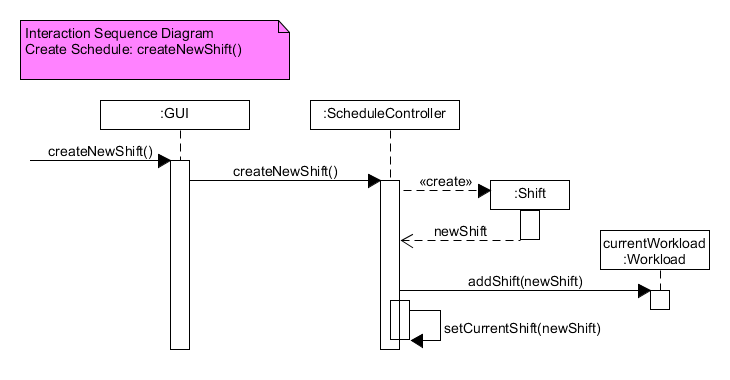 Interaction Sequence Diagram
Create Schedule: createNewShift()
:GUI
:ScheduleController
createNewShift()
createNewShift()
«create»
:Shift
newShift
currentWorkload
:Workload
addShift(newShift)
setCurrentShift(newShift)